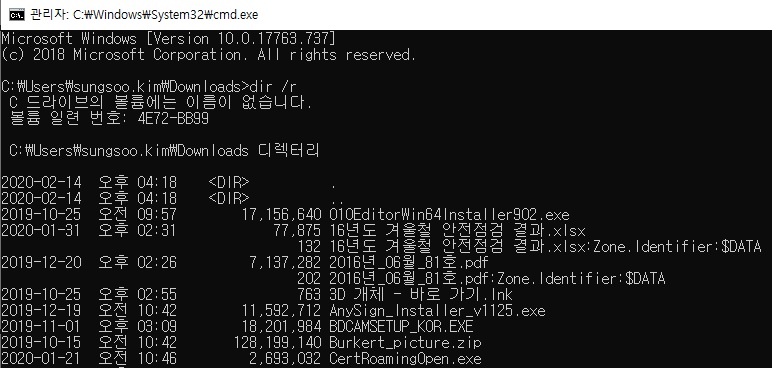 관리자: C:₩Windows₩System32₩cmd.exe
Microsoft Windows [Version 10.0.17763.737]
(c) 2018 Microsoft Corporation. All rights reserved.
C:₩Users₩sungsoo.kim₩Downloads>dir /r
C 드라이브의 볼륨에는 이름이 없습니다.
볼륨 일련 번호: 4E72-BB99
C:₩Users₩sungsoo.kim₩Downloads 디렉터리
2020-02-14 오후 04:18 <DIR> .
2020-02-14 오후 04:18 <DIR> ..
2019-10-25 오전 09:57 17,156,640 010EditorWin64Installer902.exe
2020-01-31 오후 02:31 77,875 16년도 겨울철 안전점검 결과.xlsx
132 16년도 겨울철 안전점검 결과.xlsx:Zone.Identifier:$DATA
2019-12-20 오후 02:26 7,137,282 2016년_06월_81호.pdf
202 2016년_06월_81호.pdf:Zone.Identifier:$DATA
2019-10-25 오후 02:55 763 3D 개체 - 바로 가기.lnk
2019-12-19 오전 10:42 11,592,712 AnySign_Installer_v1125.exe
2019-11-01 오후 03:09 18,201,984 BDCAMSETUP_KOR.EXE
2019-10-15 오전 10:42 128,199,140 Burkert_picture.zip
2020-01-21 오전 10:46 2,693,032 CertRoamingOpen.exe